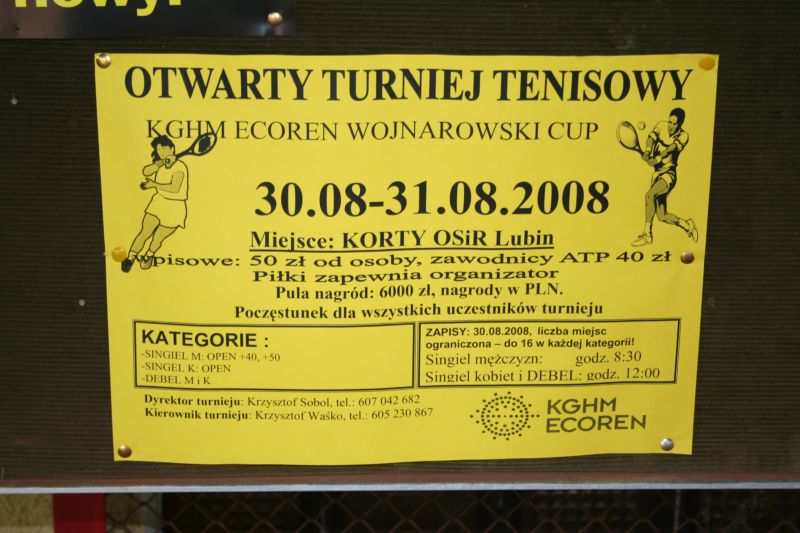 OTWARTY TURNIEJ TENISOWY
KGHM ECOREN WOJNAROWSKI CUP
30.08-31.08.2008
Miejsce: KORTY OSiR Lubin
wpisowe: 50 zł od osoby, zawodnicy ATP 40 zł
Piłki zapewnia organizator
Pula nagród: 6000 zł, nagrody w PLN.
Poczęstunek dla wszystkich uczestników turnieju
KATEGORIE :
-SINGIEL M: OPEN +40, +50
-SINGEL K: OPEN
-DEBEL M i K
ZAPISY: 30.08.2008, liczba miejsc
ograniczona – do 16 w każdej kategorii!
Singiel mężczyzn: godz. 8:30
Singiel kobiet i DEBEL: godz. 12:00
Dyrektor turnieju: Krzysztof Sobol, tel.: 607 042 682
Kierownik turnieju: Krzysztof Waśko, tel.: 605 230 867
KGHM
ECOREN